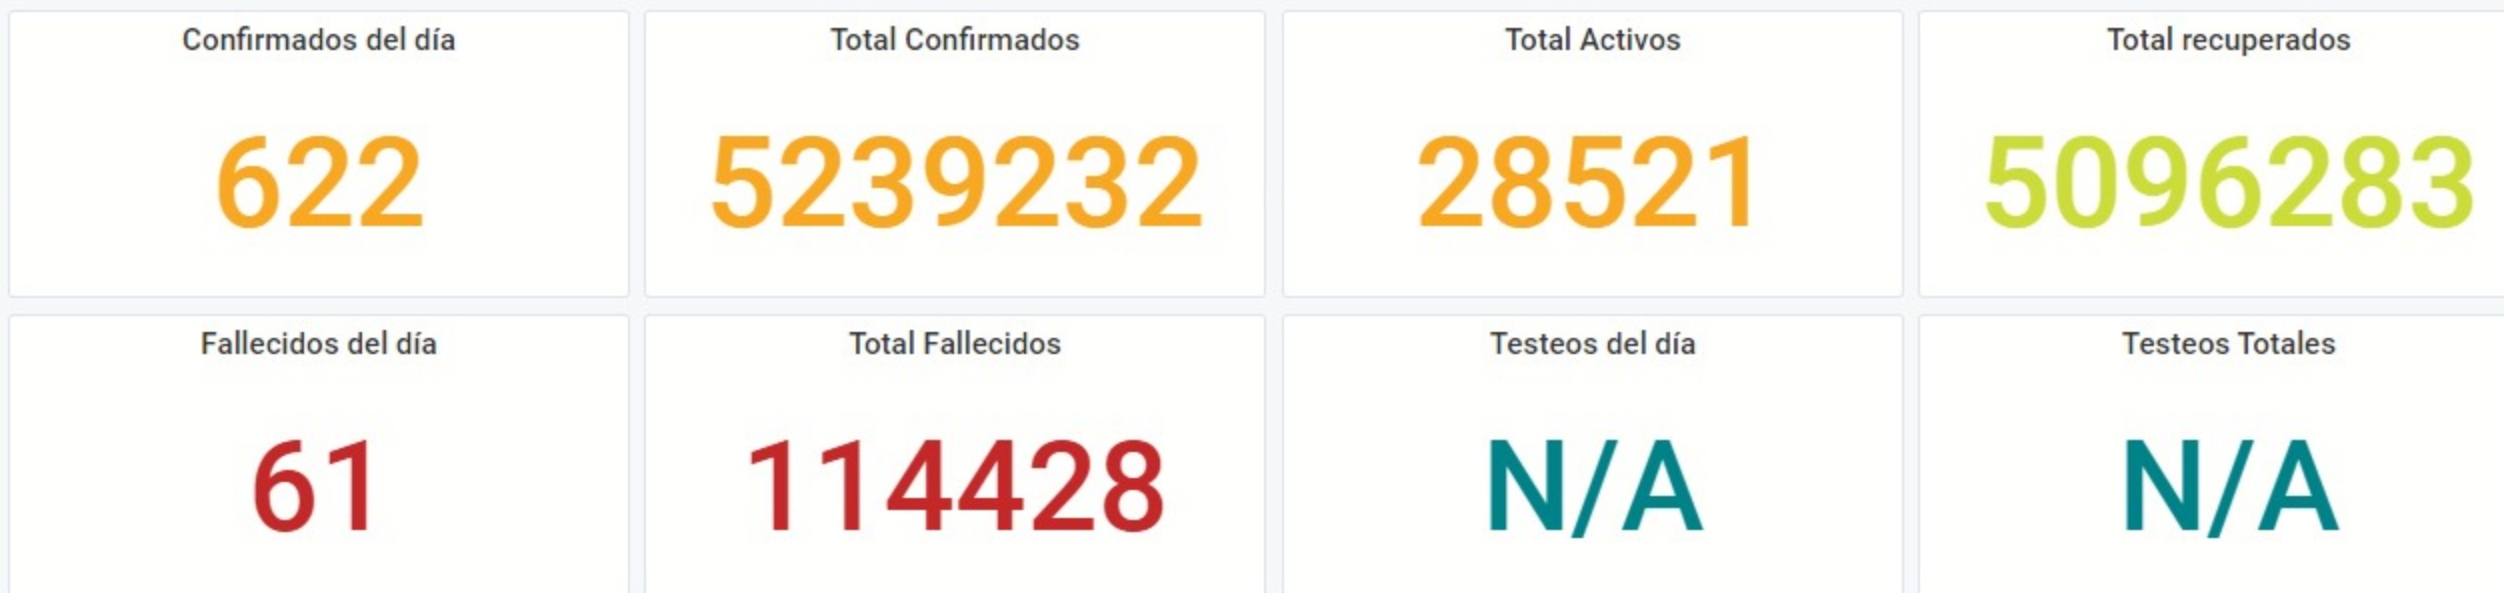 Confirmados del día
Total Confirmados
Total Activos
Total recuperados
622
5239232
28521
5096283
Fallecidos del día
Total Fallecidos
Testeos del día
Testeos Totales
61
114428
N/A
N/A